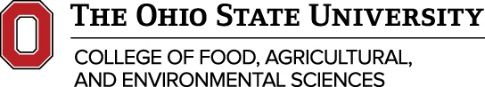 THE OHIO STATE UNIVERSITY
COLLEGE OF FOOD, AGRICULTURAL,
AND ENVIRONMENTAL SCIENCES